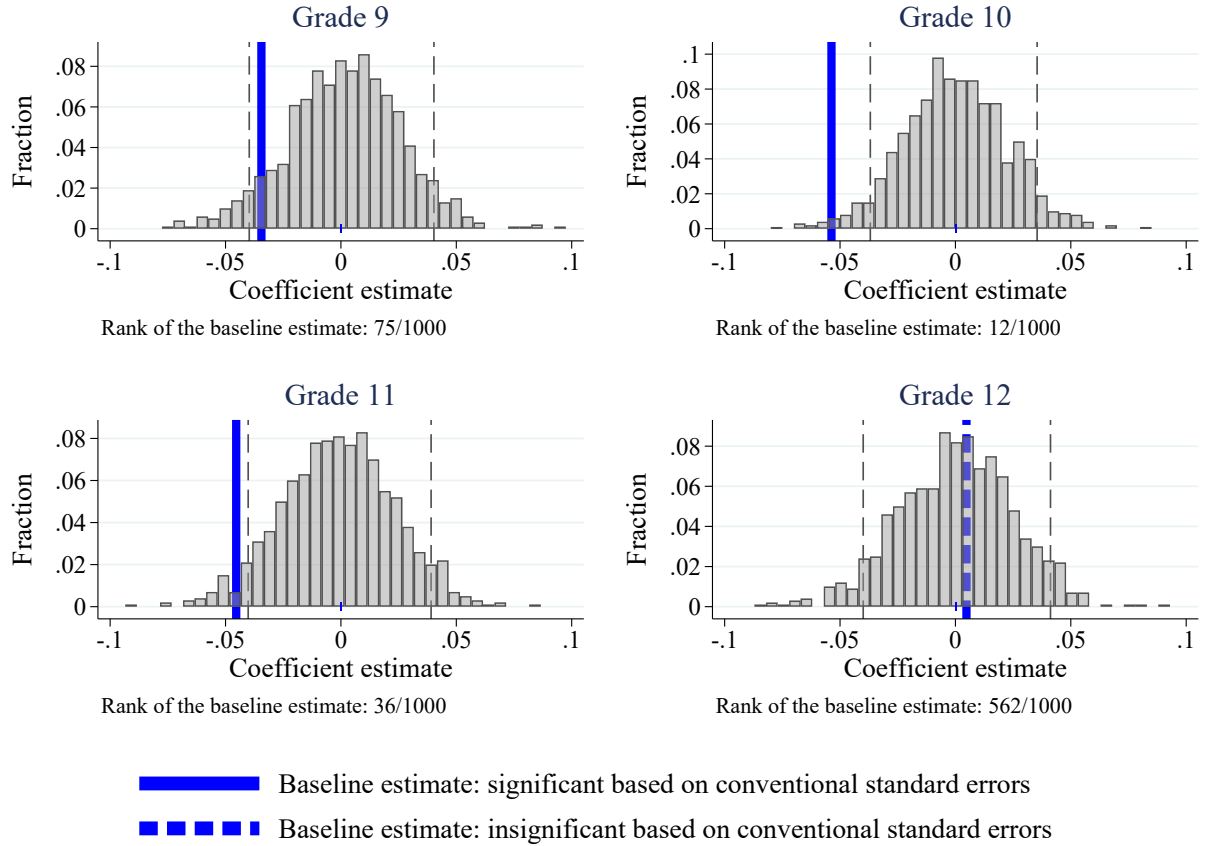 Grade 9
Fraction
.08
.06
.04
.02
0
-.1 -.05 0 .05 .1
Coefficient estimate
Rank of the baseline estimate: 75/1000
Grade 10
Fraction
.1
.08
.06
.04
.02
0
-.1 -.05 0 .05 .1
Coefficient estimate
Rank of the baseline estimate: 12/1000
Grade 11
Fraction
.08
.06
.04
.02
0
-.1 -.05 0 .05 .1
Coefficient estimate
Rank of the baseline estimate: 36/1000
Grade 12
Fraction
.08
.06
.04
.02
0
-.1 -.05 0 .05 .1
Coefficient estimate
Rank of the baseline estimate: 562/1000
Baseline estimate: significant based on conventional standard errors
Baseline estimate: insignificant based on conventional standard errors